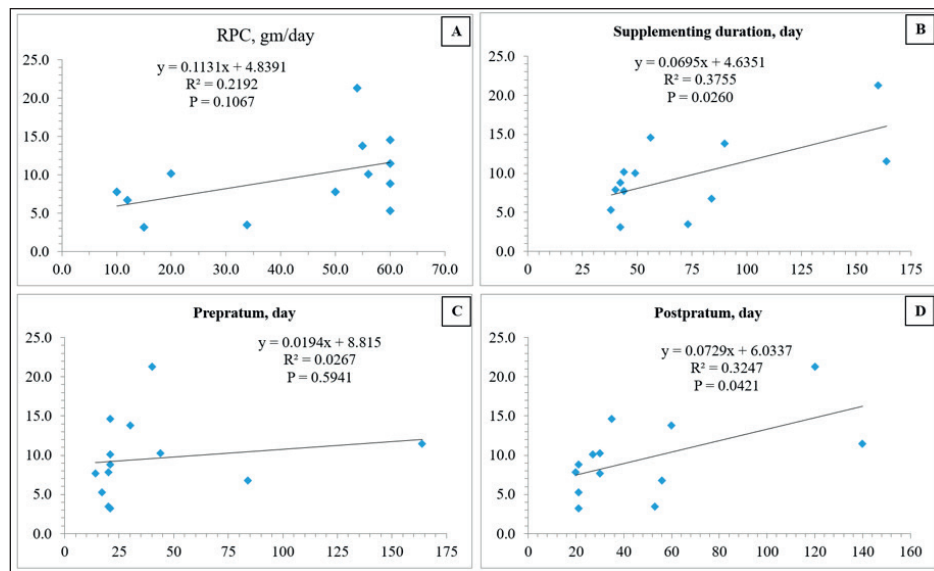 RPC, gm/day
A
y = 0.1131x + 4.8391
R² = 0.2192
P = 0.1067
25.0
20.0
15.0
10.0
5.0
0.0
0.0 10.0 20.0 30.0 40.0 50.0 60.0 70.0
Supplementing duration, day
B
y = 0.0695x + 4.6351
R² = 0.3755
P = 0.0260
25.0
20.0
15.0
10.0
5.0
0.0
0 25 50 75 100 125 150 175
Prepratum, day
C
y = 0.0194x + 8.815
R² = 0.0267
P = 0.5941
25.0
20.0
15.0
10.0
5.0
0.0
0 25 50 75 100 125 150 175
Postpratum, day
D
y = 0.0729x + 6.0337
R² = 0.3247
P = 0.0421
25.0
20.0
15.0
10.0
5.0
0.0
0 20 40 60 80 100 120 140 160